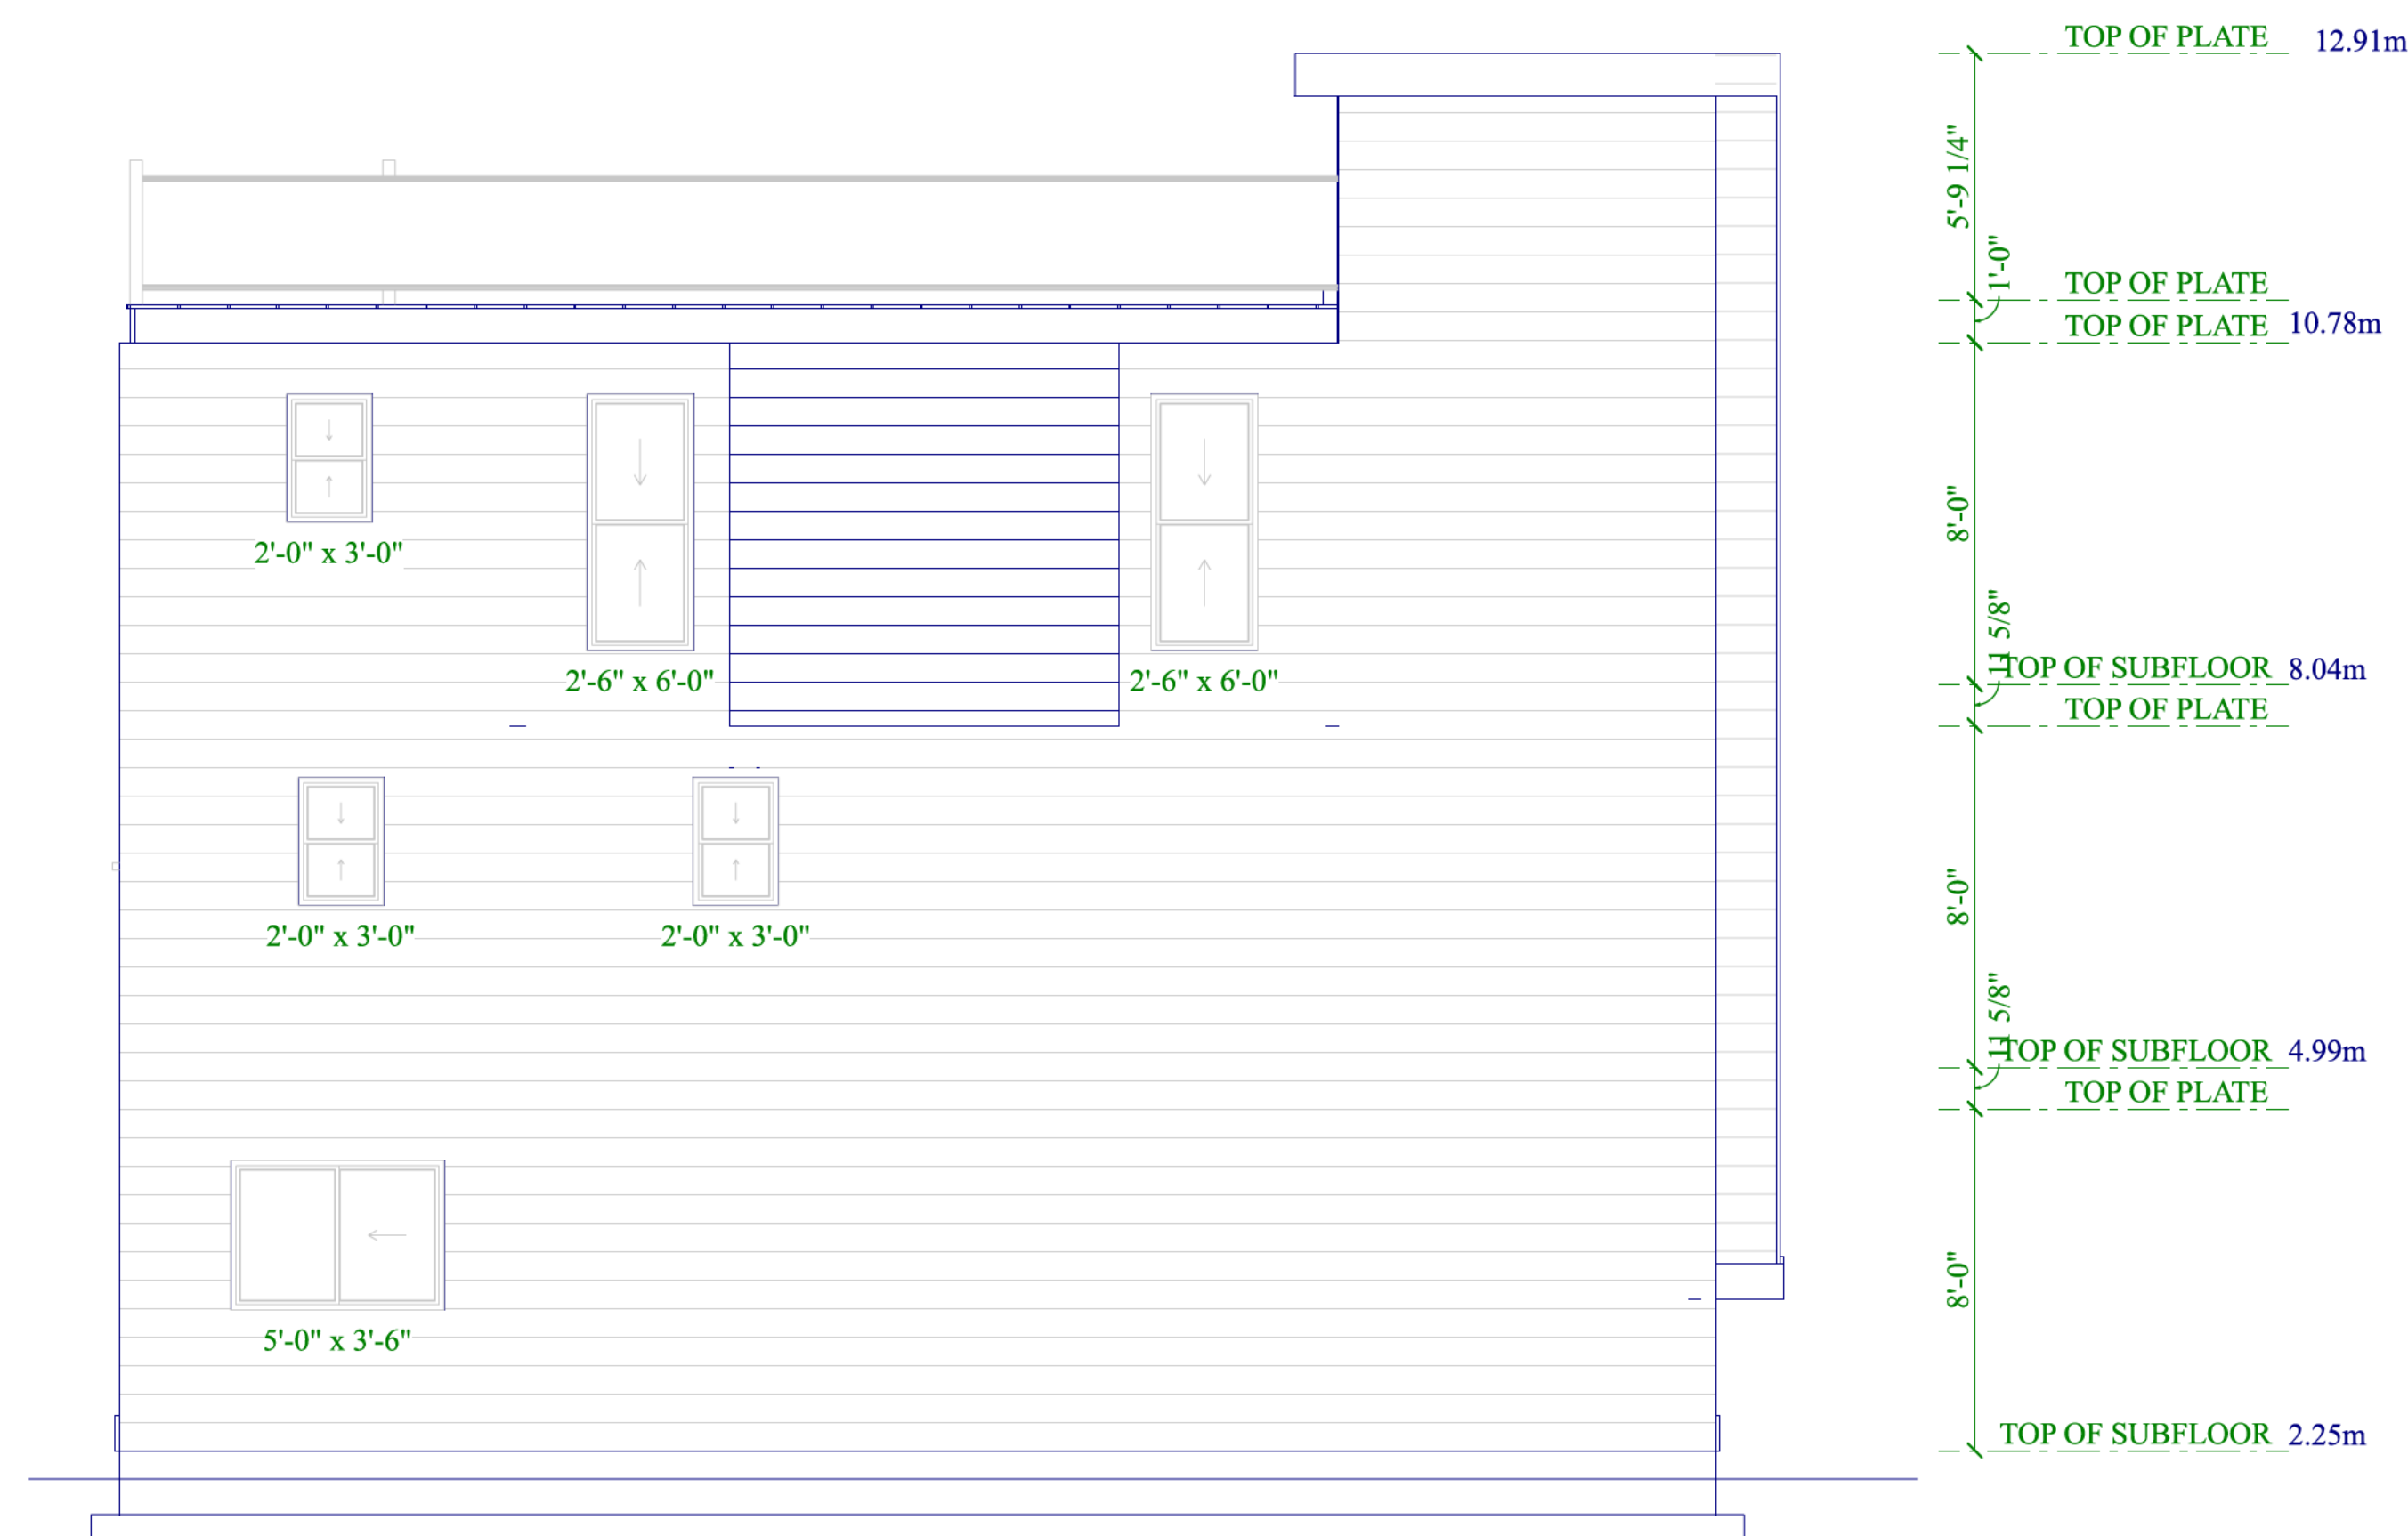 TOP OF PLATE 12.91m
5'-9 1/4"
1'-0"
TOP OF PLATE
TOP OF PLATE 10.78m
8'-0"
2'-0" x 3'-0"
11 5/8"
2'-6" x 6'-0"
2'-6" x 6'-0"
TOP OF SUBFLOOR 8.04m
TOP OF PLATE
8'-0"
2'-0" x 3'-0"
2'-0" x 3'-0"
11 5/8"
TOP OF SUBFLOOR 4.99m
TOP OF PLATE
8'-0"
5'-0" x 3'-6"
TOP OF SUBFLOOR 2.25m